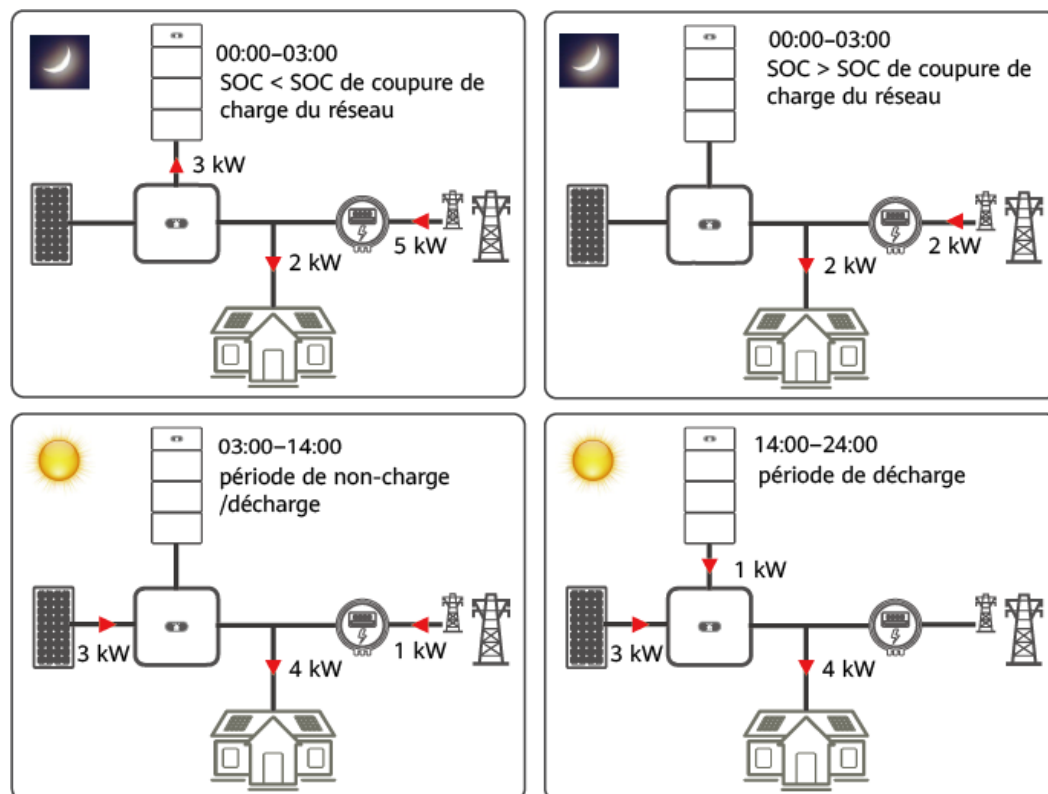 00:00–03:00
SOC < SOC de coupure de
charge du réseau
3 kW
2 kW
5 kW
00:00–03:00
SOC > SOC de coupure de
charge du réseau
2 kW
2 kW
03:00–14:00
période de non-charge
/décharge
3 kW
4 kW
1 kW
14:00–24:00
période de décharge
1 kW
3 kW
4 kW